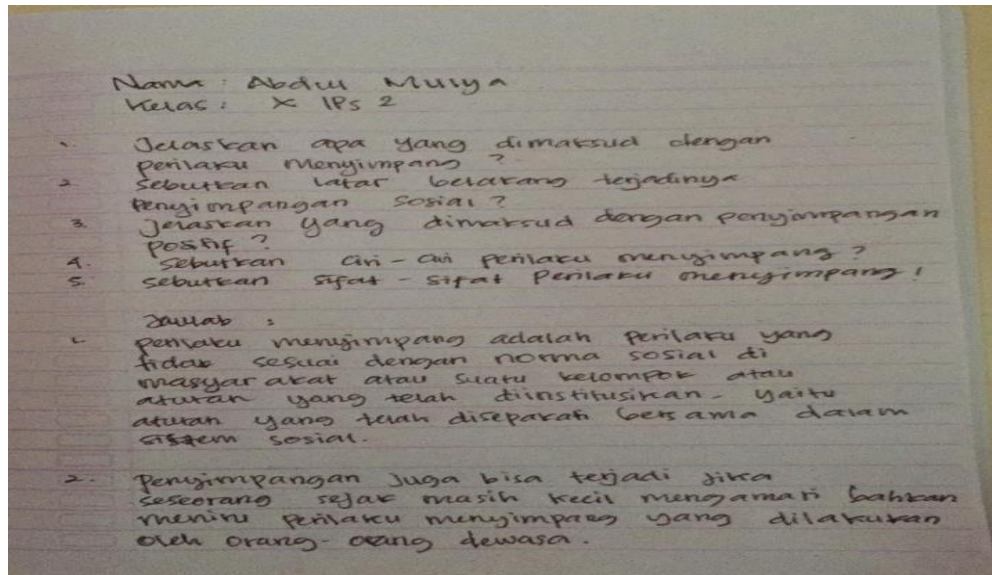 Nama : Abdul Mulya
Kelas : X IPS 2
1. Jelaskan apa yang dimaksud dengan
perilaku menyimpang ?
2. sebutkan latar belakang terjadinya
penyimpangan sosial ?
3. Jelaskan yang dimaksud dengan penyimpangan
positif ?
4. sebutkan ciri-ciri perilaku menyimpang ?
5. sebutkan sifat-sifat perilaku menyimpang !
Jawab :
1. perilaku menyimpang adalah perilaku yang
tidak sesuai dengan norma sosial di
masyarakat atau suatu kelompok atau
aturan yang telah diinstitusikan - yaitu
aturan yang telah disepakati bersama dalam
sistem sosial.
2. Penyimpangan Juga bisa terjadi jika
seseorang sejak masih kecil mengamati bahkan
meniru perilaku menyimpang yang dilakukan
oleh orang-orang dewasa.